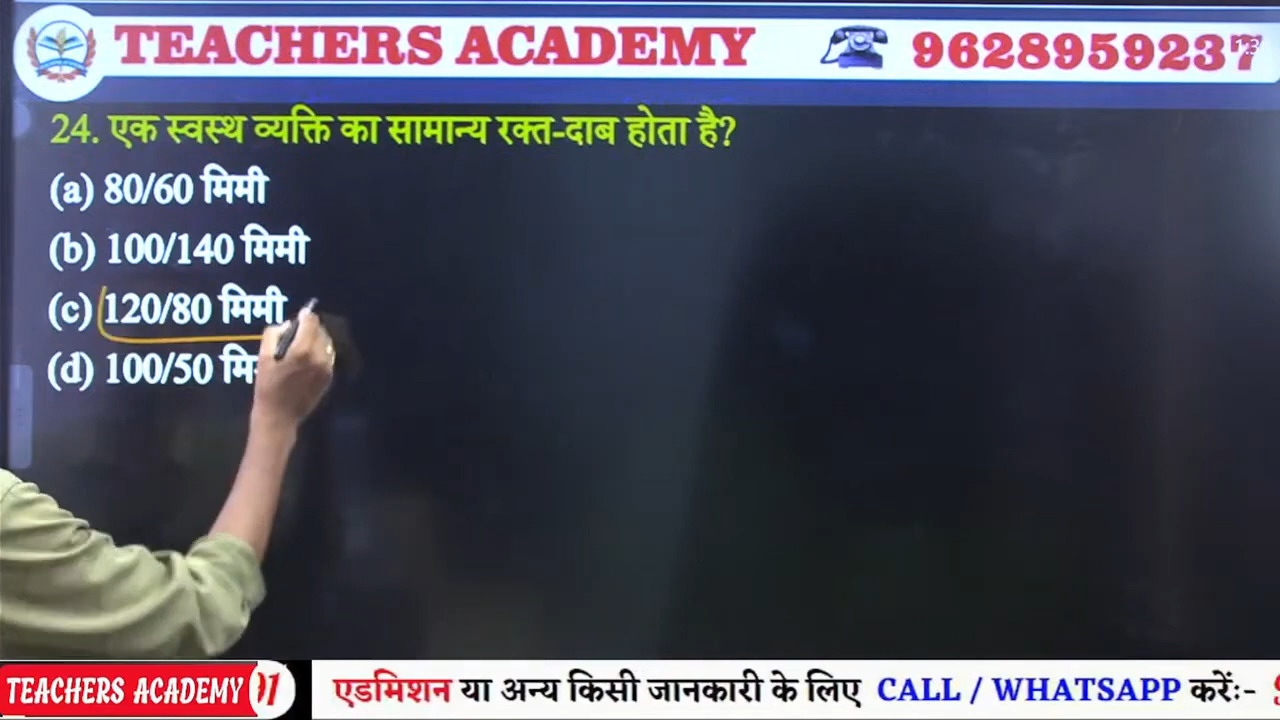 TEACHERS ACADEMY 9628959237
24. एक स्वस्थ व्यक्ति का सामान्य रक्त-दाब होता है?
(a) 80/60 मिमी
(b) 100/140 मिमी
(c) 120/80 मिमी
(d) 100/50
TEACHERS ACADEMY
एडमिशन या अन्य किसी जानकारी के लिए CALL / WHATSAPP करेंः-